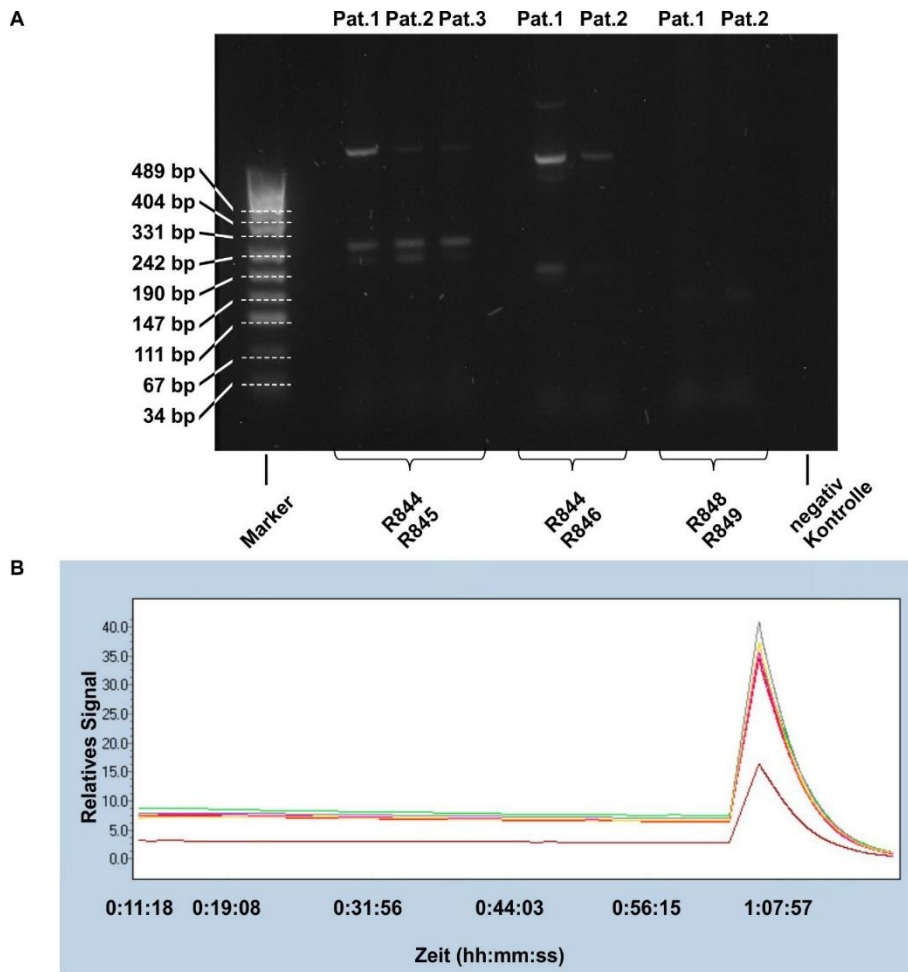 A
Pat.1 Pat.2 Pat.3 Pat.1 Pat.2 Pat.1 Pat.2
489 bp
404 bp
331 bp
242 bp
190 bp
147 bp
111 bp
67 bp
34 bp
Marker
R844
R845
R844
R846
R848
R849
negativ
Kontrolle
B
Relatives Signal
40.0
35.0
30.0
25.0
20.0
15.0
10.0
5.0
0.0
0:11:18 0:19:08 0:31:56 0:44:03 0:56:15 1:07:57
Zeit (hh:mm:ss)